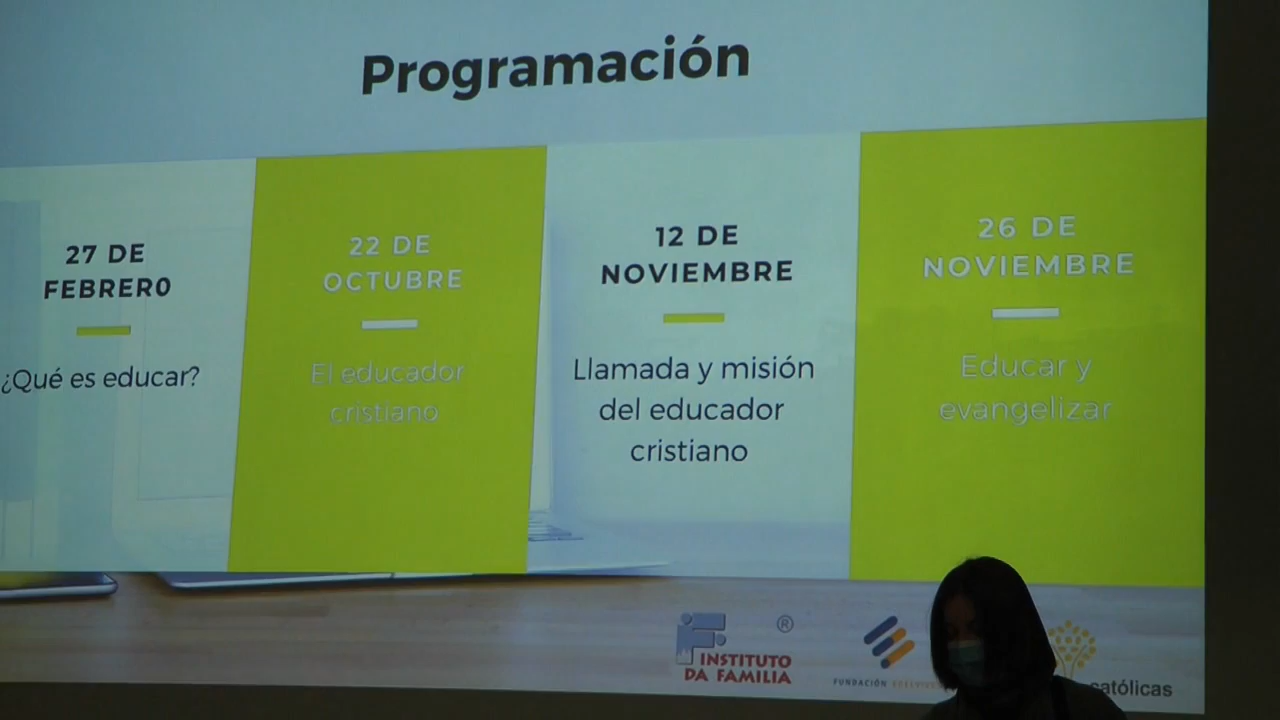 Programación
27 DE
FEBRERO
¿Qué es educar?
22 DE
OCTUBRE
El educador
cristiano
12 DE
NOVIEMBRE
Llamada y misión
del educador
cristiano
26 DE
NOVIEMBRE
Educar y
evangelizar
®
INSTITUTO
DA FAMILIA
FUNDACIÓN
católicas